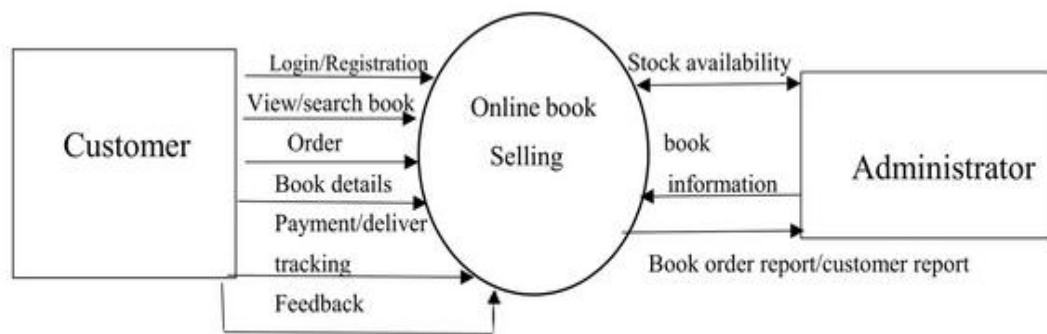 Login/Registration
View/search book
Order
Book details
Payment/deliver
tracking
Feedback
Customer
Online book
Selling
Stock availability
book
information
Book order report/customer report
Administrator